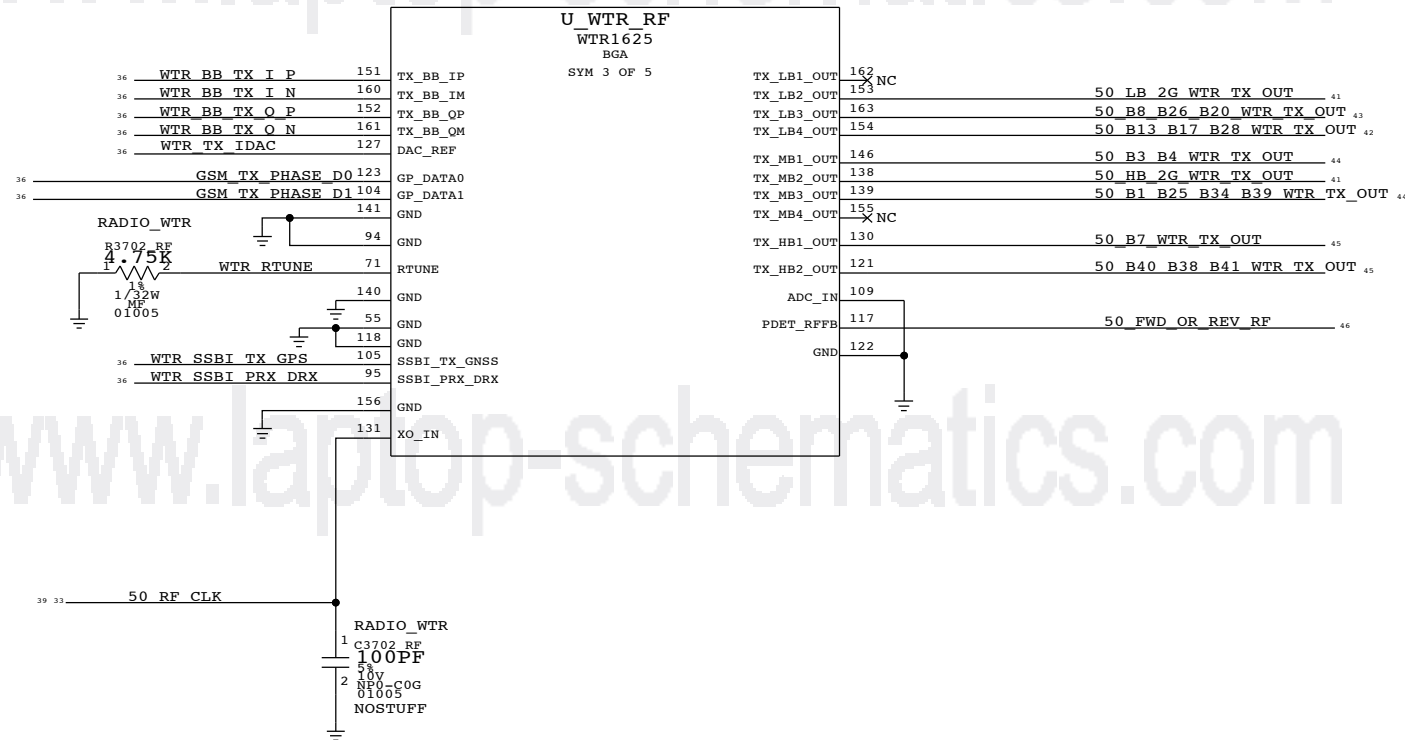 U_WTR_RF
WTR1625
BGA
SYM 3 OF 5
36 WTR_BB_TX_I_P 151 TX_BB_IP
36 WTR_BB_TX_I_N 160 TX_BB_IM
36 WTR_BB_TX_Q_P 152 TX_BB_QP
36 WTR_BB_TX_Q_N 161 TX_BB_QM
36 WTR_TX_IDAC 127 DAC_REF
36 GSM_TX_PHASE_D0 123 GP_DATA0
36 GSM_TX_PHASE_D1 104 GP_DATA1
141 GND
94 GND
RADIO_WTR
R3702_RF
4.75K
1 2 WTR_RTUNE 71 RTUNE
1%
1/32W
MF
01005
140 GND
55 GND
118 GND
36 WTR_SSBI_TX_GPS 105 SSBI_TX_GNSS
36 WTR_SSBI_PRX_DRX 95 SSBI_PRX_DRX
156 GND
131 XO_IN
TX_LB1_OUT 162 NC
TX_LB2_OUT 153 50_LB_2G_WTR_TX_OUT 41
TX_LB3_OUT 163 50_B8_B26_B20_WTR_TX_OUT 43
TX_LB4_OUT 154 50_B13_B17_B28_WTR_TX_OUT 42
TX_MB1_OUT 146 50_B3_B4_WTR_TX_OUT 44
TX_MB2_OUT 138 50_HB_2G_WTR_TX_OUT 41
TX_MB3_OUT 139 50_B1_B25_B34_B39_WTR_TX_OUT
TX_MB4_OUT 155 NC
TX_HB1_OUT 130 50_B7_WTR_TX_OUT 45
TX_HB2_OUT 121 50_B40_B38_B41_WTR_TX_OUT 45
ADC_IN 109
PDET_RFFB 117 50_FWD_OR_REV_RF 46
GND 122
www.laptop-schematics.com
39 33 50_RF_CLK
RADIO_WTR
1 C3702_RF
100PF
5%
10V
2 NP0-C0G
01005
NOSTUFF